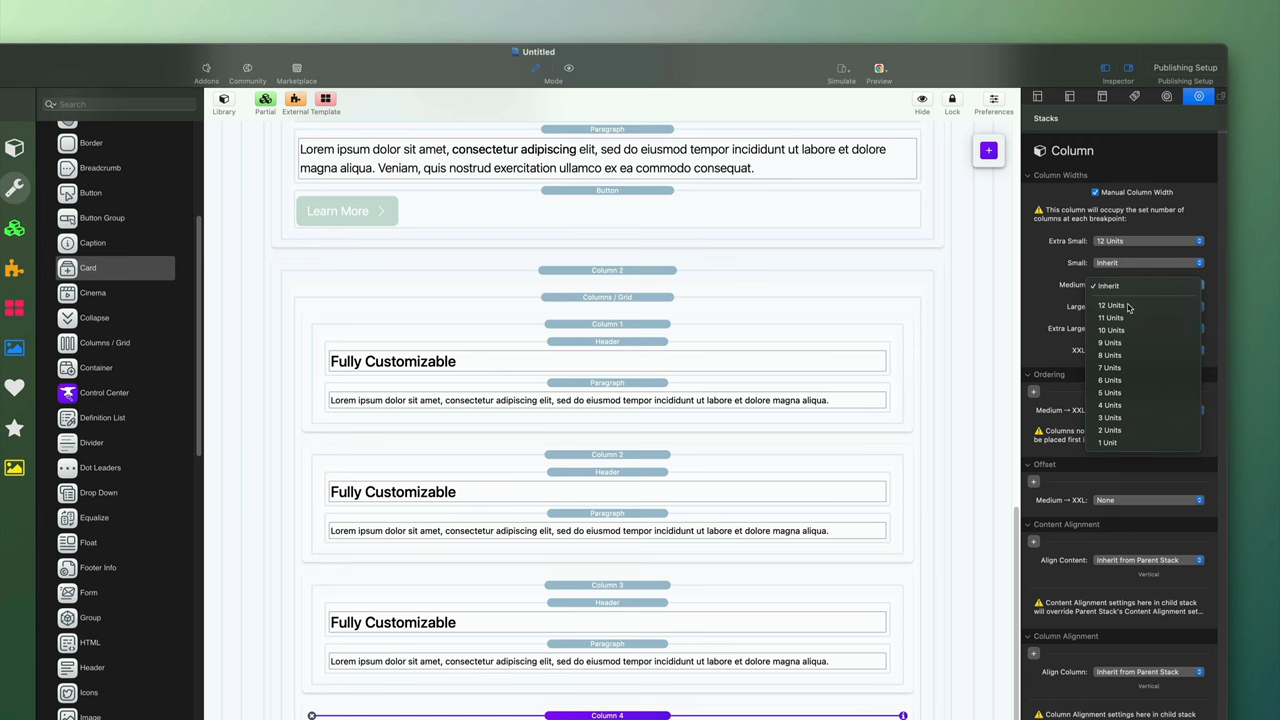 Untitled
Addons
Community
Marketplace
Mode
Simulate
Preview
Inspector
Publishing Setup
Publishing Setup
Search
Border
Breadcrumb
Button
Button Group
Caption
Card
Cinema
Collapse
Columns / Grid
Container
Control Center
Definition List
Divider
Dot Leaders
Drop Down
Equalize
Float
Footer Info
Form
Group
HTML
Header
Icons
Image
Library
Partial
External
Template
Hide
Lock
Preferences
Paragraph
Lorem ipsum dolor sit amet, consectetur adipiscing elit, sed do eiusmod tempor incididunt ut labore et dolore
magna aliqua. Veniam, quis nostrud exercitation ullamco ex ea commodo consequat.
Button
Learn More
Column 2
Columns / Grid
Column 1
Header
Fully Customizable
Paragraph
Lorem ipsum dolor sit amet, consectetur adipiscing elit, sed do eiusmod tempor incididunt ut labore et dolore magna aliqua.
Column 2
Header
Fully Customizable
Paragraph
Lorem ipsum dolor sit amet, consectetur adipiscing elit, sed do eiusmod tempor incididunt ut labore et dolore magna aliqua.
Column 3
Header
Fully Customizable
Paragraph
Lorem ipsum dolor sit amet, consectetur adipiscing elit, sed do eiusmod tempor incididunt ut labore et dolore magna aliqua.
Column 4
Stacks
Column
Column Widths
Manual Column Width
This column will occupy the set number of
columns at each breakpoint:
Extra Small: 12 Units
Small: Inherit
Medium
Inherit
12 Units
11 Units
10 Units
9 Units
8 Units
7 Units
6 Units
5 Units
4 Units
3 Units
2 Units
1 Unit
Large
Extra Large
XXL
Ordering
Medium → XXL
Columns no
be placed first i
Offset
Medium → XXL: None
Content Alignment
Align Content: Inherit from Parent Stack
Vertical
Content Alignment settings here in child stack
will override Parent Stack's Content Alignment set...
Column Alignment
Align Column: Inherit from Parent Stack
Vertical
Column Alignment settings here in child stack